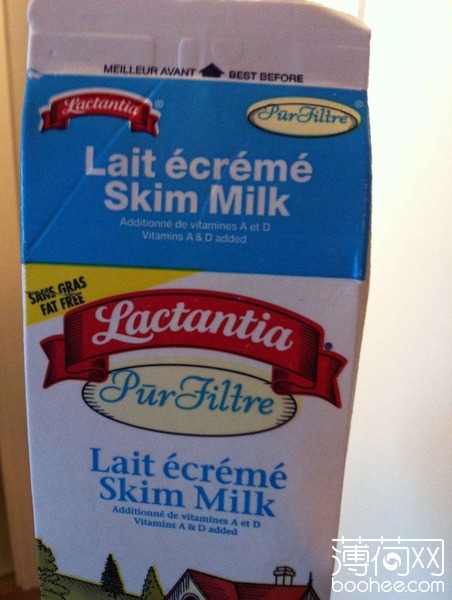 MEILLEUR AVANT BEST BEFORE
Lactantia® PūrFiltre®
Lait écrémé
Skim Milk
Additionné de vitamines A et D
Vitamins A & D added
SANS GRAS
FAT FREE
Lactantia®
PūrFiltre
Lait écrémé
Skim Milk
Additionné de vitamines A et D
Vitamins A & D added
薄荷网
boohee.com